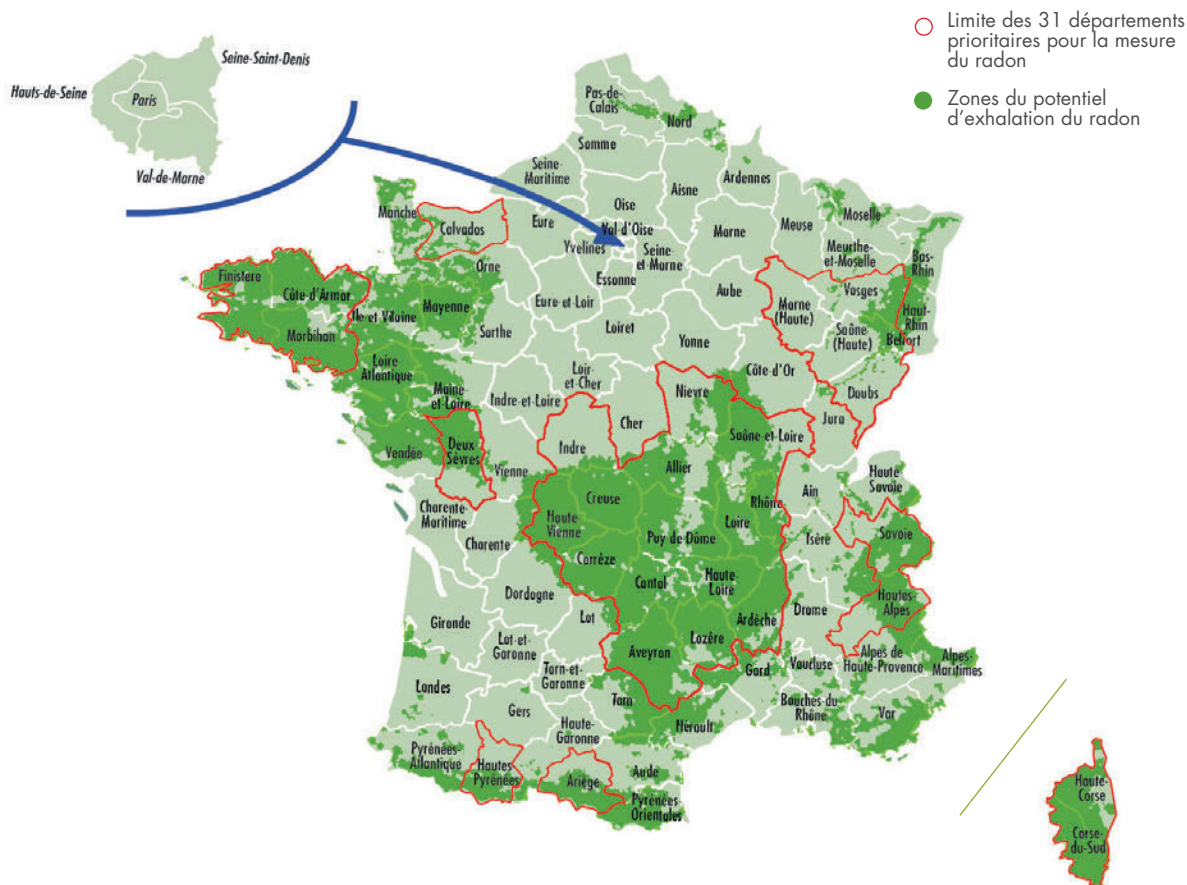 Limite des 31 départements
prioritaires pour la mesure
du radon
Zones du potentiel
d'exhalation du radon
Seine-Saint-Denis
Hauts-de-Seine
Paris
Val-de-Marne
Pas-de-
Calais
Nord
Somme
Seine-
Maritime
Aisne
Ardennes
Oise
Manche
Calvados
Eure
Val d'Oise
Marne
Meuse
Moselle
Meurthe-
et-Moselle
Bas-
Rhin
Yvelines
Seine-
et-Marne
Essonne
Orne
Finistere
Côte-d'Armor
Mayenne
Eure-et-Loir
Aube
Marne
(Haute)
Vosges
Haut-
Rhin
Ile et Vilaine
Morbihan
Sarthe
Loiret
Yonne
Saône
(Haute)
Belfort
Loire
Atlantique
Loir-
et-Cher
Côte-d'Or
Doubs
Maine-
et-Loire
Indre-et-Loire
Nievre
Cher
Jura
Vendée
Deux
Sèvres
Vienne
Indre
Saône-et-Loire
Allier
Creuse
Ain
Haute
Savoie
Charente-
Maritime
Haute
Vienne
Rhône
Loire
Charente
Puy de Dôme
Isère
Savoie
Corrèze
Cantal
Haute-
Loire
Dordogne
Ardèche
Drome
Hautes-
Alpes
Gironde
Lot
Lot-et-
Garonne
Aveyron
Lozère
Alpes de
Haute-Provence
Alpes-
Maritimes
Tarn-et-
Garonne
Gard
Vaucluse
Landes
Tarn
Bouches-du
Rhône
Var
Gers
Haute-
Garonne
Hérault
Pyrénées-
Atlantique
Hautes
Pyrénées
Ariège
Aude
Pyrénées-
Orientales
Haute-
Corse
Corse-
du-Sud